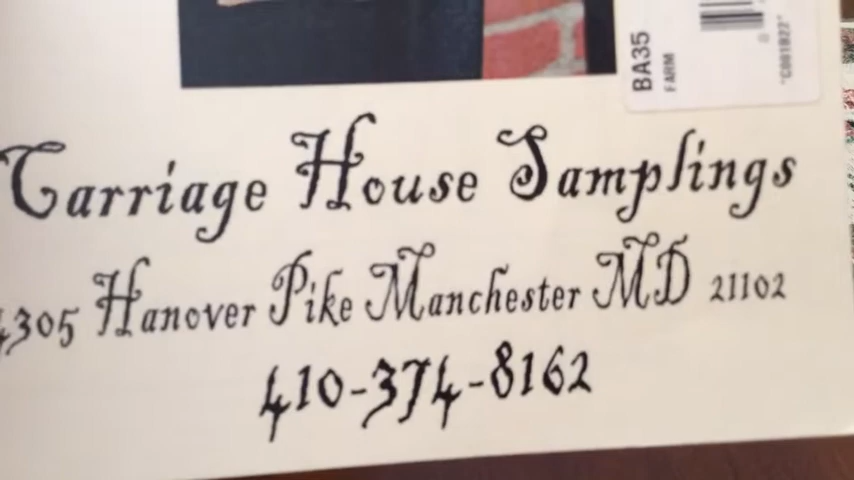 BA35
FARM
Carriage House Samplings
4305 Hanover Pike Manchester MD 21102
410-374-8162